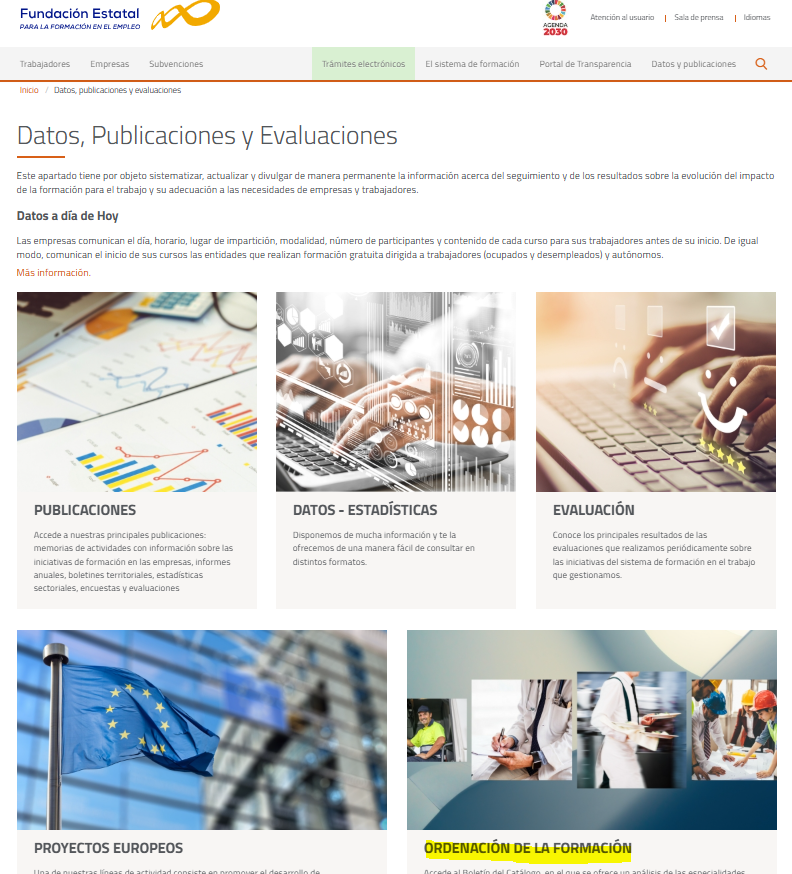 Fundación Estatal
PARA LA FORMACIÓN EN EL EMPLEO
AGENDA
2030
Atención al usuario | Sala de prensa | Idiomas
Trabajadores Empresas Subvenciones Trámites electrónicos El sistema de formación Portal de Transparencia Datos y publicaciones
Inicio / Datos, publicaciones y evaluaciones
Datos, Publicaciones y Evaluaciones
Este apartado tiene por objeto sistematizar, actualizar y divulgar de manera permanente la información acerca del seguimiento y de los resultados sobre la evolución del impacto
de la formación para el trabajo y su adecuación a las necesidades de empresas y trabajadores.
Datos a día de Hoy
Las empresas comunican el día, horario, lugar de impartición, modalidad, número de participantes y contenido de cada curso para sus trabajadores antes de su inicio. De igual
modo, comunican el inicio de sus cursos las entidades que realizan formación gratuita dirigida a trabajadores (ocupados y desempleados) y autónomos.
Más información.
PUBLICACIONES
Accede a nuestras principales publicaciones:
memorias de actividades con información sobre las
iniciativas de formación en las empresas, informes
anuales, boletines territoriales, estadísticas
sectoriales, encuestas y evaluaciones
DATOS - ESTADÍSTICAS
Disponemos de mucha información y te la
ofrecemos de una manera fácil de consultar en
distintos formatos.
EVALUACIÓN
Conoce los principales resultados de las
evaluaciones que realizamos periódicamente sobre
las iniciativas del sistema de formación en el trabajo
que gestionamos.
PROYECTOS EUROPEOS
Una de nuestras líneas de actividad consiste en promover el desarrollo de
ORDENACIÓN DE LA FORMACIÓN
Accede al Boletín del Catálogo, en el que se ofrece un análisis de las especialidades